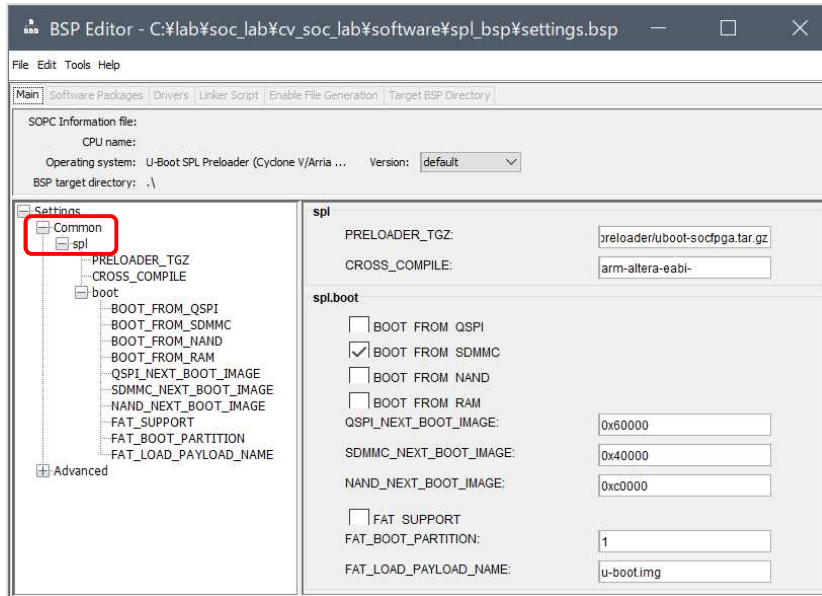 BSP Editor - C:¥lab¥soc_lab¥cv_soc_lab¥software¥spl_bsp¥settings.bsp
File Edit Tools Help
Main Software Packages Drivers Linker Script Enable File Generation Target BSP Directory
SOPC Information file:
CPU name:
Operating system: U-Boot SPL Preloader (Cyclone V/Arria ... Version: default
BSP target directory: .\
Settings
Common
spl
PRELOADER_TGZ
CROSS_COMPILE
boot
BOOT_FROM_QSPI
BOOT_FROM_SDMMC
BOOT_FROM_NAND
BOOT_FROM_RAM
QSPI_NEXT_BOOT_IMAGE
SDMMC_NEXT_BOOT_IMAGE
NAND_NEXT_BOOT_IMAGE
FAT_SUPPORT
FAT_BOOT_PARTITION
FAT_LOAD_PAYLOAD_NAME
Advanced
spl
PRELOADER_TGZ: preloader/uboot-socfpga.tar.gz
CROSS_COMPILE: arm-altera-eabi-
spl.boot
BOOT FROM QSPI
BOOT FROM SDMMC
BOOT FROM NAND
BOOT FROM RAM
QSPI_NEXT_BOOT_IMAGE: 0x60000
SDMMC_NEXT_BOOT_IMAGE: 0x40000
NAND_NEXT_BOOT_IMAGE: 0xc0000
FAT SUPPORT
FAT_BOOT_PARTITION: 1
FAT_LOAD_PAYLOAD_NAME: u-boot.img